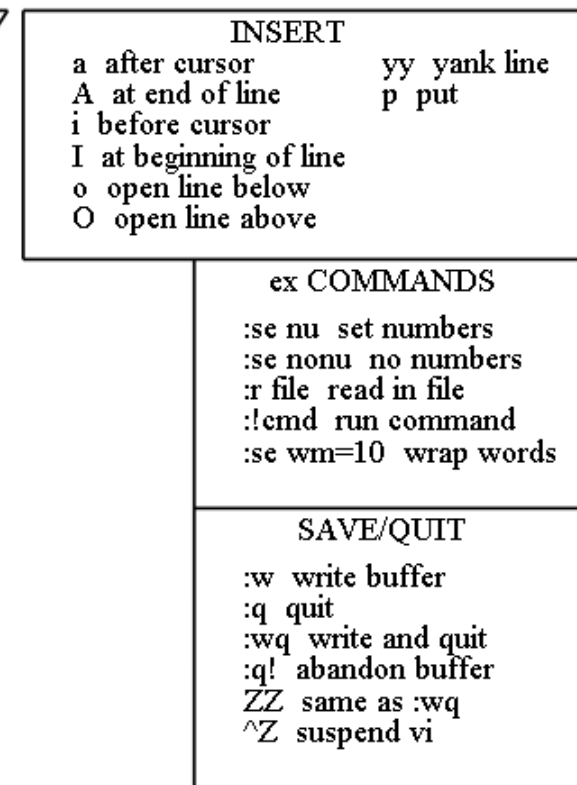 INSERT
a after cursor yy yank line
A at end of line p put
i before cursor
I at beginning of line
o open line below
O open line above
ex COMMANDS
:se nu set numbers
:se nonu no numbers
:r file read in file
:!cmd run command
:se wm=10 wrap words
SAVE/QUIT
:w write buffer
:q quit
:wq write and quit
:q! abandon buffer
ZZ same as :wq
^Z suspend vi